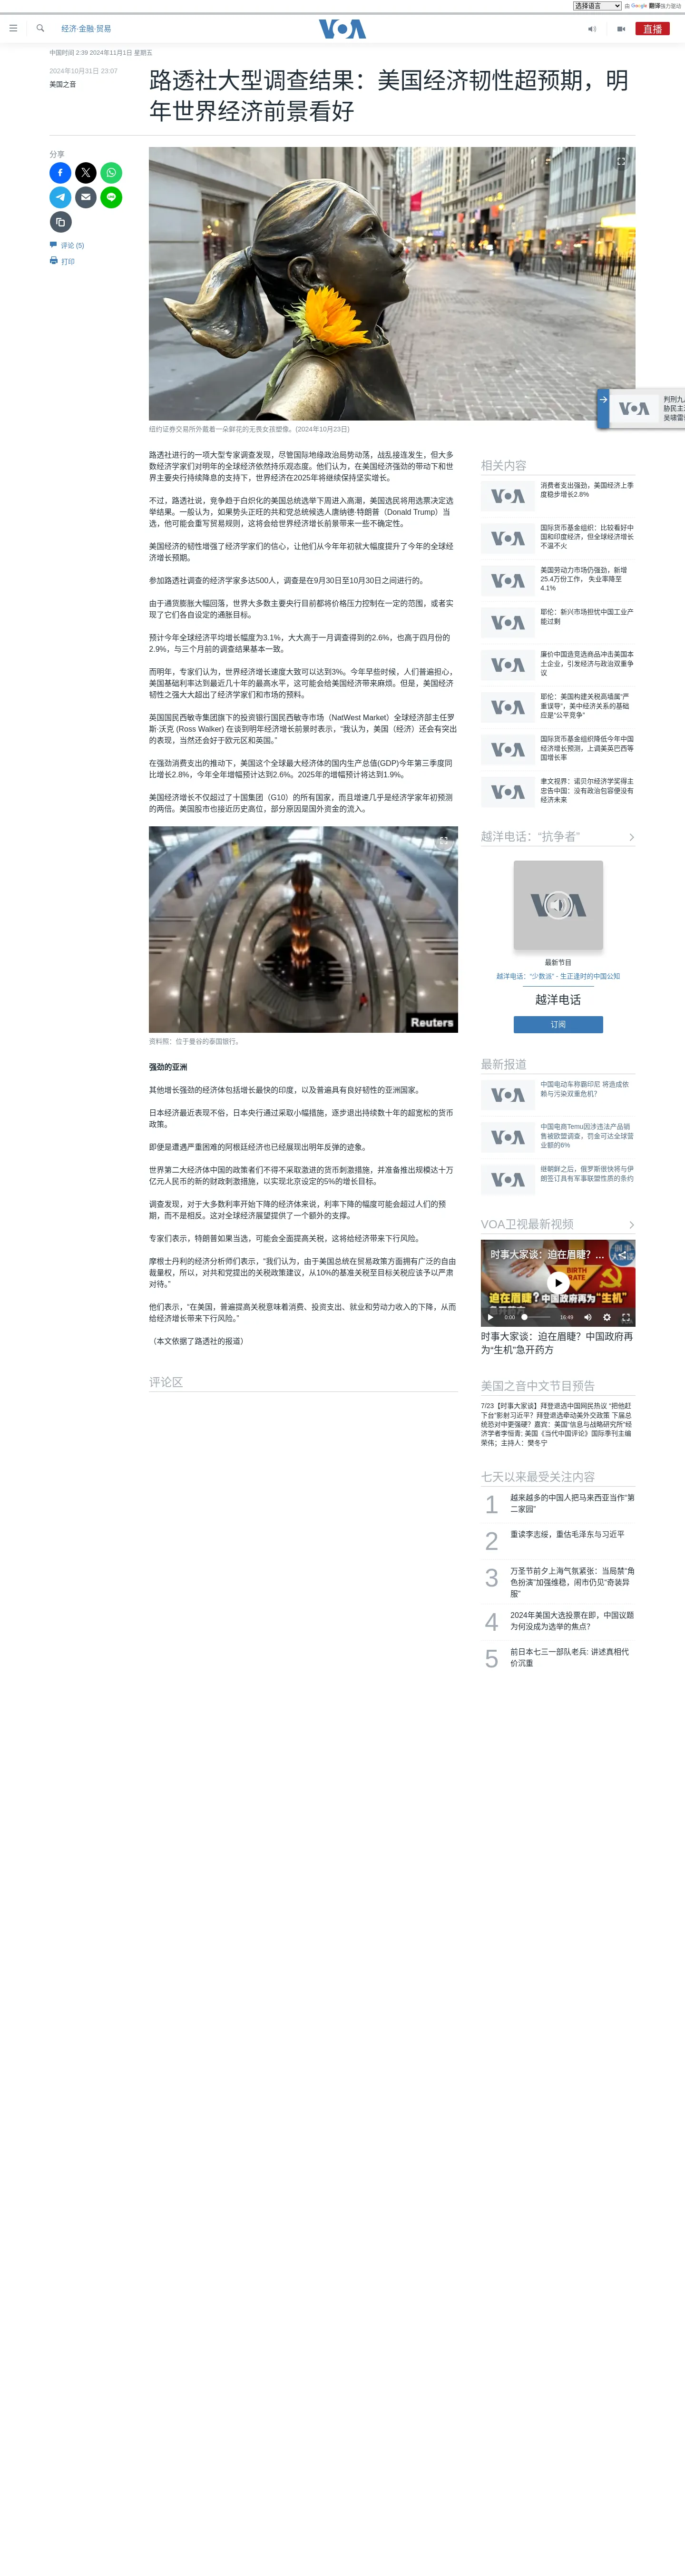 选择语言
由 Google 翻译强力驱动
经济·金融·贸易
VOA
直播
中国时间 2:39 2024年11月1日 星期五
2024年10月31日 23:07
美国之音
路透社大型调查结果：美国经济韧性超预期，明
年世界经济前景看好
分享
评论 (5)
打印
纽约证券交易所外戴着一朵鲜花的无畏女孩塑像。(2024年10月23日)
路透社进行的一项大型专家调查发现，尽管国际地缘政治局势动荡，战乱接连发生，但大多
数经济学家们对明年的全球经济依然持乐观态度。他们认为，在美国经济强劲的带动下和世
界主要央行持续降息的支持下，世界经济在2025年将继续保持坚实增长。
不过，路透社说，竞争趋于白炽化的美国总统选举下周进入高潮，美国选民将用选票决定选
举结果。一般认为，如果势头正旺的共和党总统候选人唐纳德·特朗普（Donald Trump）当
选，他可能会重写贸易规则，这将会给世界经济增长前景带来一些不确定性。
美国经济的韧性增强了经济学家们的信心，让他们从今年年初就大幅度提升了今年的全球经
济增长预期。
参加路透社调查的经济学家多达500人，调查是在9月30日至10月30日之间进行的。
由于通货膨胀大幅回落，世界大多数主要央行目前都将价格压力控制在一定的范围，或者实
现了它们各自设定的通胀目标。
预计今年全球经济平均增长幅度为3.1%，大大高于一月调查得到的2.6%，也高于四月份的
2.9%，与三个月前的调查结果基本一致。
而明年，专家们认为，世界经济增长速度大致可以达到3%。今年早些时候，人们普遍担心，
美国基础利率达到最近几十年的最高水平，这可能会给美国经济带来麻烦。但是，美国经济
韧性之强大大超出了经济学家们和市场的预料。
英国国民西敏寺集团旗下的投资银行国民西敏寺市场（NatWest Market）全球经济部主任罗
斯·沃克 (Ross Walker) 在谈到明年经济增长前景时表示，“我认为，美国（经济）还会有突出
的表现，当然还会好于欧元区和英国。”
在强劲消费支出的推动下，美国这个全球最大经济体的国内生产总值(GDP)今年第三季度同
比增长2.8%，今年全年增幅预计达到2.6%。2025年的增幅预计将达到1.9%。
美国经济增长不仅超过了十国集团（G10）的所有国家，而且增速几乎是经济学家年初预测
的两倍。美国股市也接近历史高位，部分原因是国外资金的流入。
Reuters
资料照：位于曼谷的泰国银行。
强劲的亚洲
其他增长强劲的经济体包括增长最快的印度，以及普遍具有良好韧性的亚洲国家。
日本经济最近表现不俗，日本央行通过采取小幅措施，逐步退出持续数十年的超宽松的货币
政策。
即便是遭遇严重困难的阿根廷经济也已经展现出明年反弹的迹象。
世界第二大经济体中国的政策者们不得不采取激进的货币刺激措施，并准备推出规模达十万
亿元人民币的新的财政刺激措施，以实现北京设定的5%的增长目标。
调查发现，对于大多数利率开始下降的经济体来说，利率下降的幅度可能会超过人们的预
期，而不是相反。这对全球经济展望提供了一个额外的支撑。
专家们表示，特朗普如果当选，可能会全面提高关税，这将给经济带来下行风险。
摩根士丹利的经济分析师们表示，“我们认为，由于美国总统在贸易政策方面拥有广泛的自由
裁量权，所以，对共和党提出的关税政策建议，从10%的基准关税至目标关税应该予以严肃
对待。”
他们表示，“在美国，普遍提高关税意味着消费、投资支出、就业和劳动力收入的下降，从而
给经济增长带来下行风险。”
（本文依据了路透社的报道）
评论区
VOA
判刑九
胁民主
吴啸雷
相关内容
VOA
消费者支出强劲，美国经济上季
度稳步增长2.8%
VOA
国际货币基金组织：比较看好中
国和印度经济，但全球经济增长
不温不火
VOA
美国劳动力市场仍强劲，新增
25.4万份工作， 失业率降至
4.1%
VOA
耶伦：新兴市场担忧中国工业产
能过剩
VOA
廉价中国造竞选商品冲击美国本
土企业，引发经济与政治双重争
议
VOA
耶伦：美国构建关税高墙属“严
重误导”，美中经济关系的基础
应是“公平竞争”
VOA
国际货币基金组织降低今年中国
经济增长预测，上调美英巴西等
国增长率
VOA
聿文视界：诺贝尔经济学奖得主
忠告中国：没有政治包容便没有
经济未来
越洋电话：“抗争者”
VOA
最新节目
越洋电话：“少数派” - 生正逢时的中国公知
越洋电话
订阅
最新报道
VOA
中国电动车称霸印尼 将造成依
赖与污染双重危机？
VOA
中国电商Temu因涉违法产品销
售被欧盟调查，罚金可达全球营
业额的6%
VOA
继朝鲜之后，俄罗斯很快将与伊
朗签订具有军事联盟性质的条约
VOA卫视最新视频
时事大家谈：迫在眉睫？…
BIRTH
RATE
迫在眉睫？中国政府再为“生机”
0:00
16:49
时事大家谈：迫在眉睫？中国政府再
为“生机”急开药方
美国之音中文节目预告
7/23【时事大家谈】拜登退选中国网民热议 “把他赶
下台”影射习近平？拜登退选牵动美外交政策 下届总
统恐对中更强硬？嘉宾：美国“信息与战略研究所”经
济学者李恒青; 美国《当代中国评论》国际季刊主编
荣伟；主持人：樊冬宁
七天以来最受关注内容
1
越来越多的中国人把马来西亚当作“第
二家园”
2
重读李志绥，重估毛泽东与习近平
3
万圣节前夕上海气氛紧张：当局禁“角
色扮演”加强维稳，闹市仍见“奇装异
服”
4
2024年美国大选投票在即，中国议题
为何没成为选举的焦点？
5
前日本七三一部队老兵: 讲述真相代
价沉重